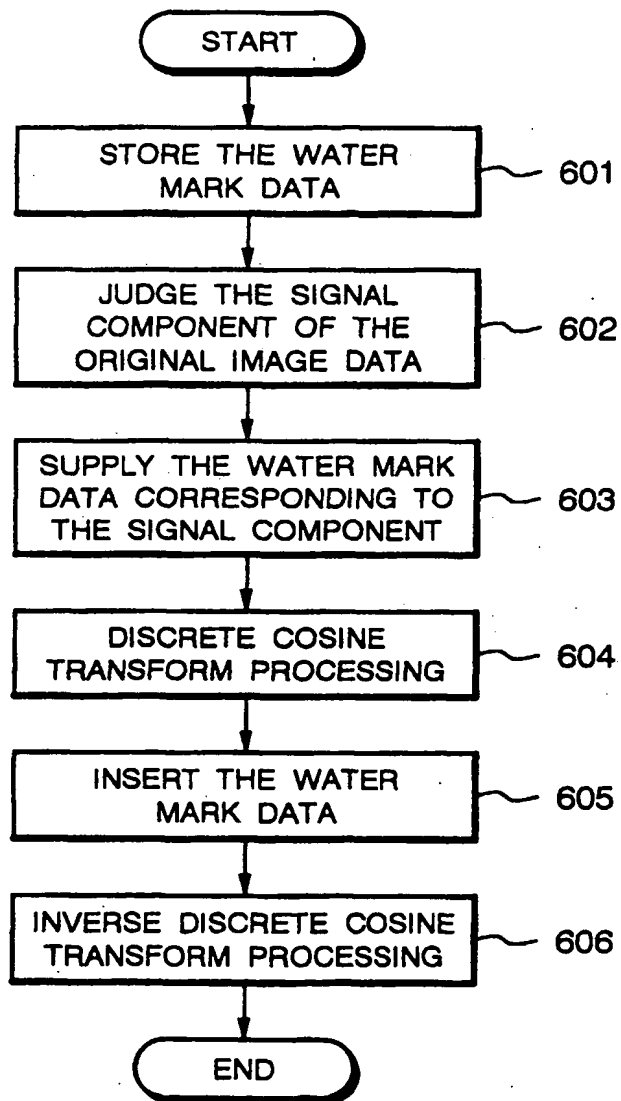 START
STORE THE WATER
MARK DATA
601
JUDGE THE SIGNAL
COMPONENT OF THE
ORIGINAL IMAGE DATA
602
SUPPLY THE WATER MARK
DATA CORRESPONDING TO
THE SIGNAL COMPONENT
603
DISCRETE COSINE
TRANSFORM PROCESSING
604
INSERT THE WATER
MARK DATA
605
INVERSE DISCRETE COSINE
TRANSFORM PROCESSING
606
END